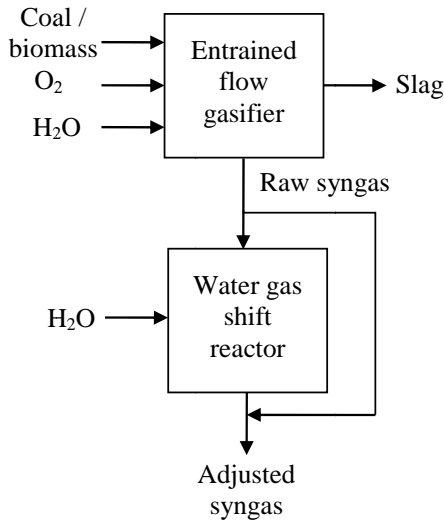 Coal /
biomass
O₂
H₂O
Entrained
flow
gasifier
Slag
Raw syngas
H₂O
Water gas
shift
reactor
Adjusted
syngas